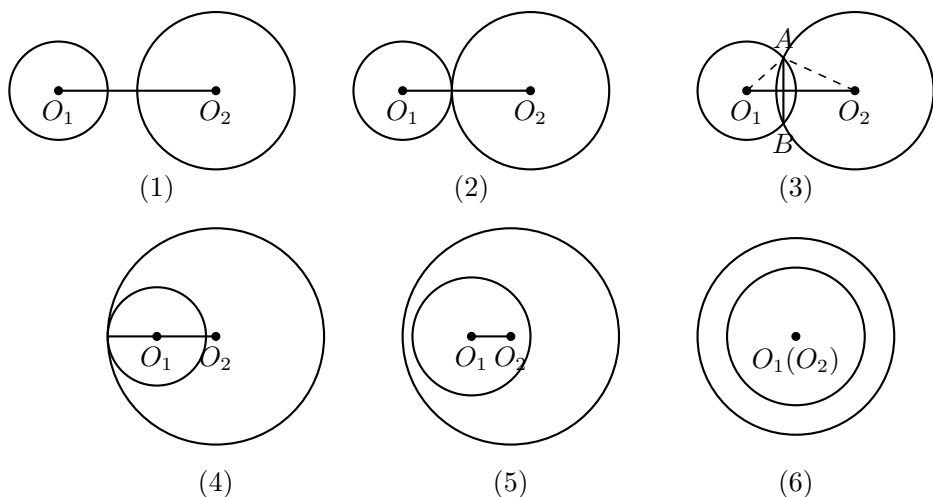 A
O₁ O₂ O₁ O₂ O₁ O₂
B
(1) (2) (3)
O₁ O₂ O₁ O₂ O₁(O₂)
(4) (5) (6)